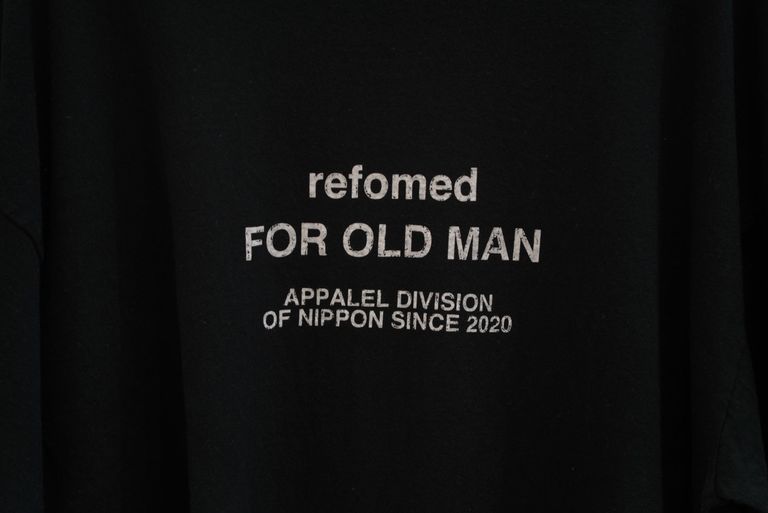 refomed
FOR OLD MAN
APPALEL DIVISION
OF NIPPON SINCE 2020